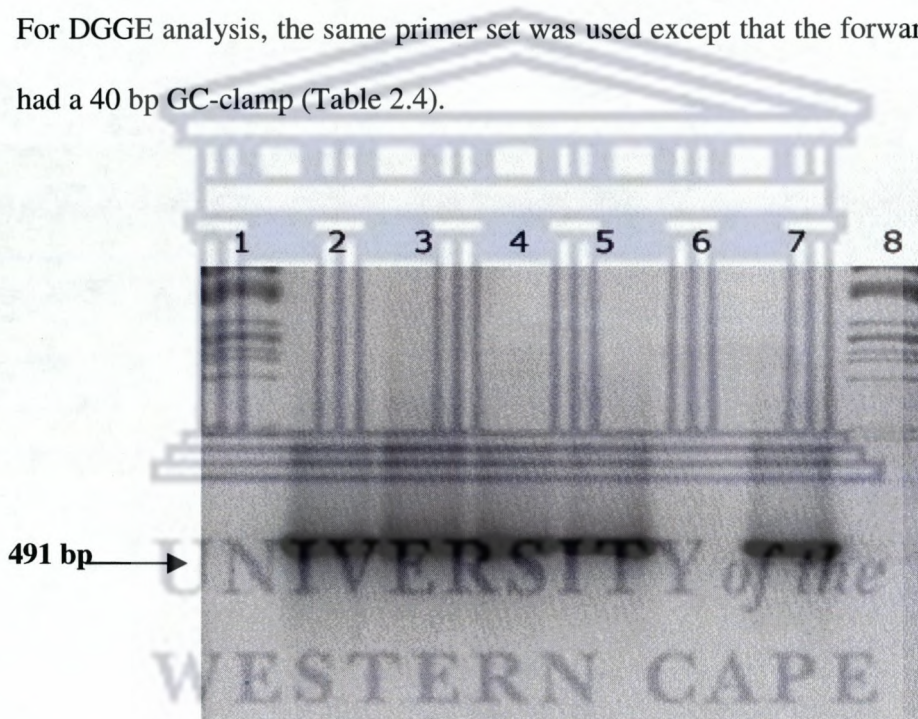 For DGGE analysis, the same primer set was used except that the forwar
had a 40 bp GC-clamp (Table 2.4).
1 2 3 4 5 6 7 8
491 bp
UNIVERSITY of the
WESTERN CAPE